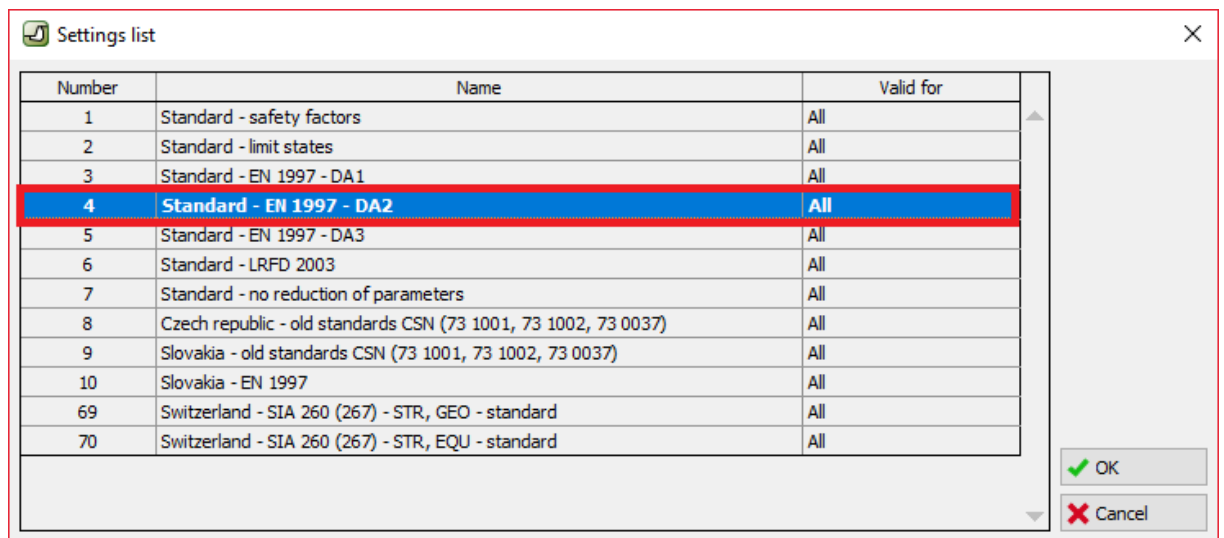 Settings list
Number Name Valid for
1 Standard - safety factors All
2 Standard - limit states All
3 Standard - EN 1997 - DA1 All
4 Standard - EN 1997 - DA2 All
5 Standard - EN 1997 - DA3 All
6 Standard - LRFD 2003 All
7 Standard - no reduction of parameters All
8 Czech republic - old standards CSN (73 1001, 73 1002, 73 0037) All
9 Slovakia - old standards CSN (73 1001, 73 1002, 73 0037) All
10 Slovakia - EN 1997 All
69 Switzerland - SIA 260 (267) - STR, GEO - standard All
70 Switzerland - SIA 260 (267) - STR, EQU - standard All
OK
Cancel